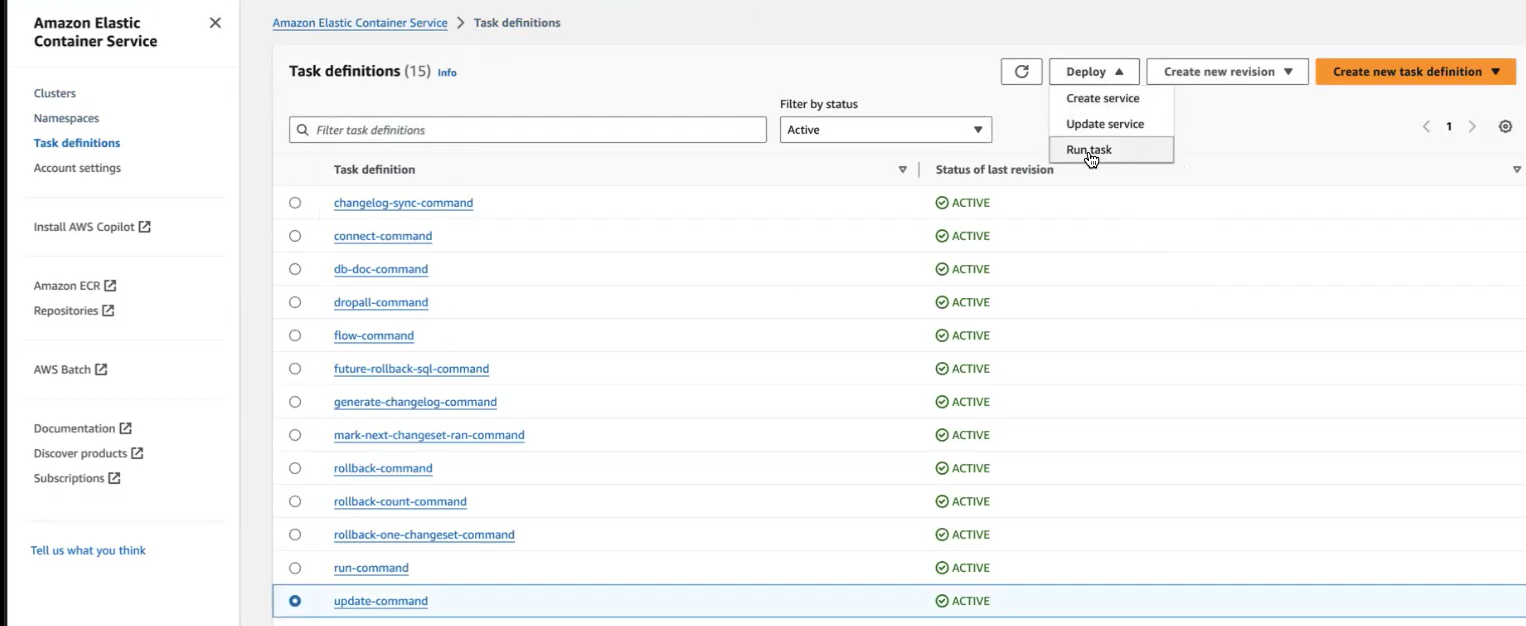 Amazon Elastic
Container Service
Clusters
Namespaces
Task definitions
Account settings
Install AWS Copilot
Amazon ECR
Repositories
AWS Batch
Documentation
Discover products
Subscriptions
Tell us what you think
Amazon Elastic Container Service > Task definitions
Task definitions (15) Info
Deploy
Create new revision
Create new task definition
Create service
Update service
Run task
Filter by status
Filter task definitions
Active
1
Task definition
Status of last revision
changelog-sync-command ACTIVE
connect-command ACTIVE
db-doc-command ACTIVE
dropall-command ACTIVE
flow-command ACTIVE
future-rollback-sql-command ACTIVE
generate-changelog-command ACTIVE
mark-next-changeset-ran-command ACTIVE
rollback-command ACTIVE
rollback-count-command ACTIVE
rollback-one-changeset-command ACTIVE
run-command ACTIVE
update-command ACTIVE